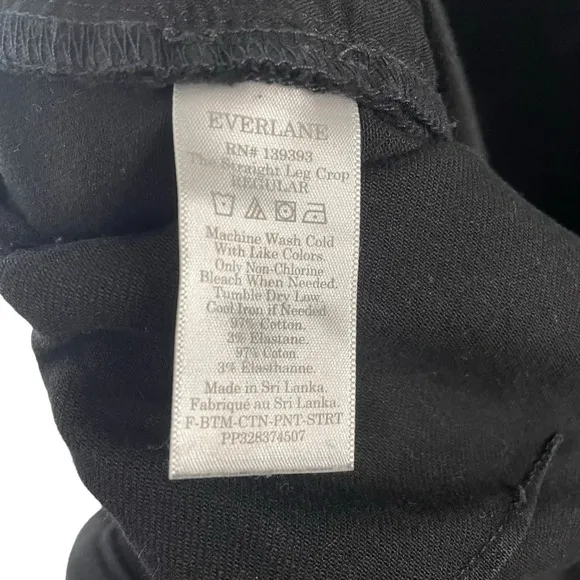 EVERLANE
RN# 139393
The Straight Leg Crop
REGULAR
Machine Wash Cold
With Like Colors.
Only Non-Chlorine
Bleach When Needed.
Tumble Dry Low.
Cool Iron if Needed
97% Cotton.
3% Elastane.
97% Coton.
3% Elasthanne.
Made in Sri Lanka.
Fabriqué au Sri Lanka.
F-BTM-CTN-PNT-STRT
PP328374507